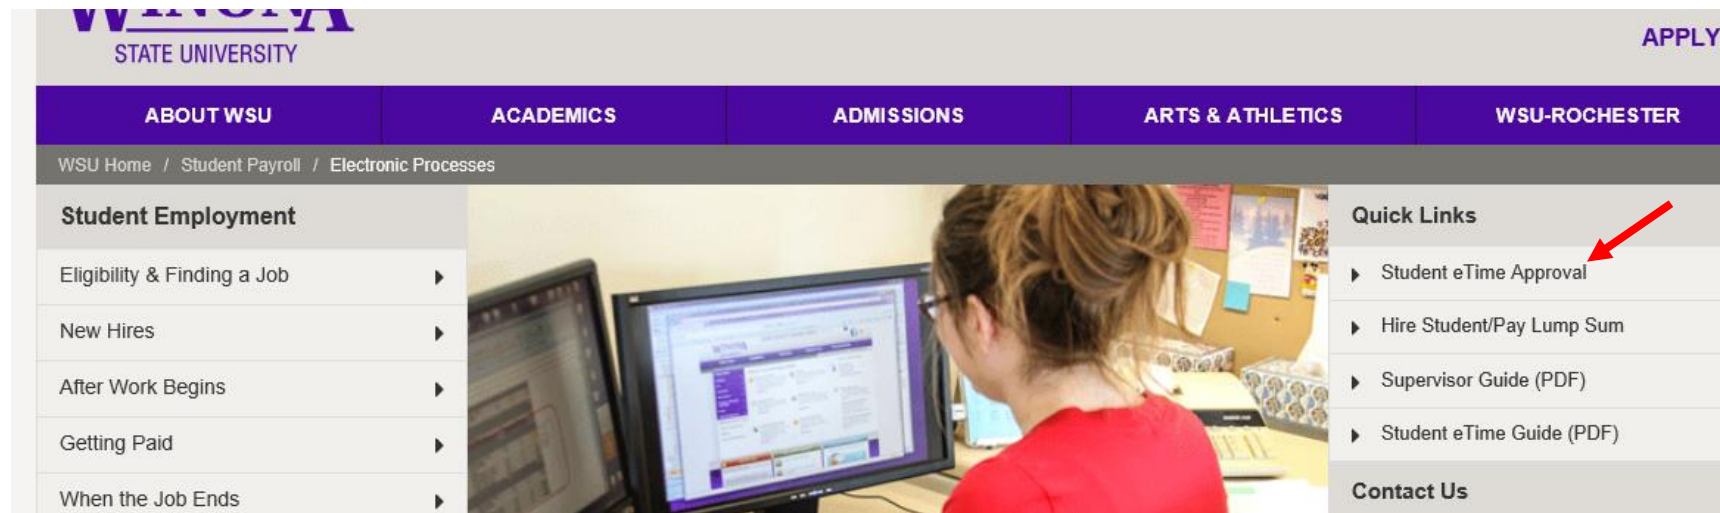 WINONA
STATE UNIVERSITY
APPLY
ABOUT WSU
ACADEMICS
ADMISSIONS
ARTS & ATHLETICS
WSU-ROCHESTER
WSU Home / Student Payroll / Electronic Processes
Student Employment
Eligibility & Finding a Job
New Hires
After Work Begins
Getting Paid
When the Job Ends
Quick Links
Student eTime Approval
Hire Student/Pay Lump Sum
Supervisor Guide (PDF)
Student eTime Guide (PDF)
Contact Us